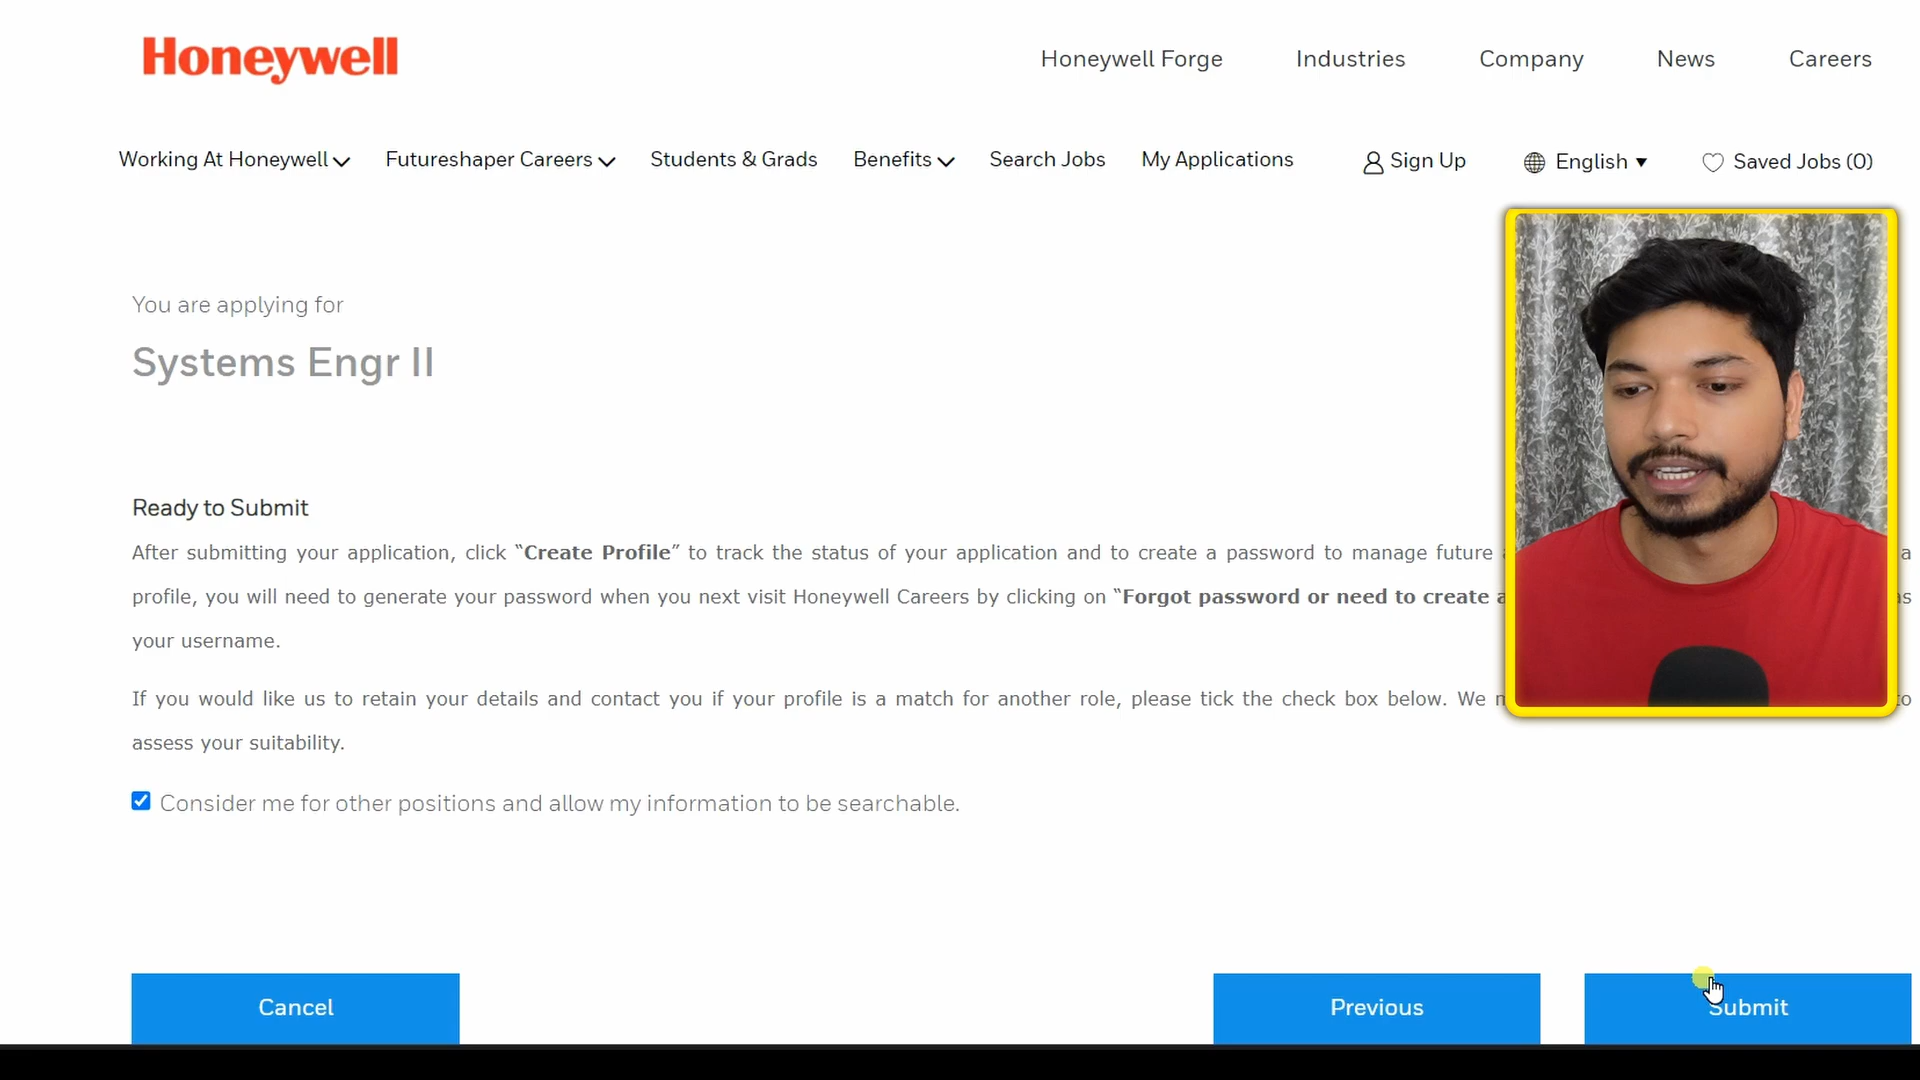 Honeywell
Honeywell Forge Industries Company News Careers
Working At Honeywell Futureshaper Careers Students & Grads Benefits Search Jobs My Applications Sign Up English Saved Jobs (0)
You are applying for
Systems Engr II
Ready to Submit
After submitting your application, click “Create Profile” to track the status of your application and to create a password to manage future a
profile, you will need to generate your password when you next visit Honeywell Careers by clicking on “Forgot password or need to create a
your username.
If you would like us to retain your details and contact you if your profile is a match for another role, please tick the check box below. We
assess your suitability.
Consider me for other positions and allow my information to be searchable.
Cancel Previous Submit